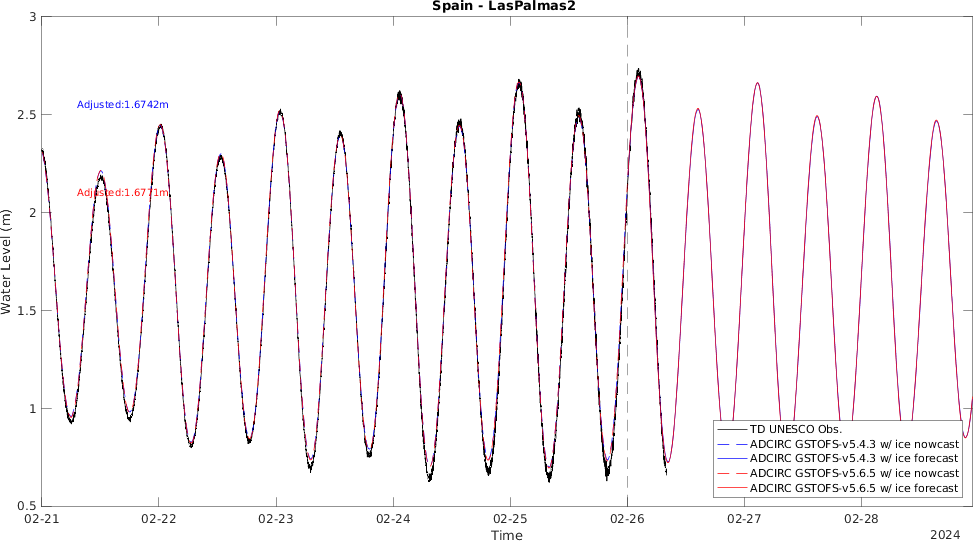 Spain - LasPalmas2
3
2.5
2
1.5
1
0.5
Water Level (m)
Adjusted:1.6742m
Adjusted:1.6771m
TD UNESCO Obs.
ADCIRC GSTOFS-v5.4.3 w/ ice nowcast
ADCIRC GSTOFS-v5.4.3 w/ ice forecast
ADCIRC GSTOFS-v5.6.5 w/ ice nowcast
ADCIRC GSTOFS-v5.6.5 w/ ice forecast
02-21 02-22 02-23 02-24 02-25 02-26 02-27 02-28
Time
2024